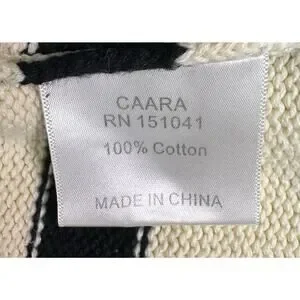 CAARA
RN 151041
100% Cotton
MADE IN CHINA